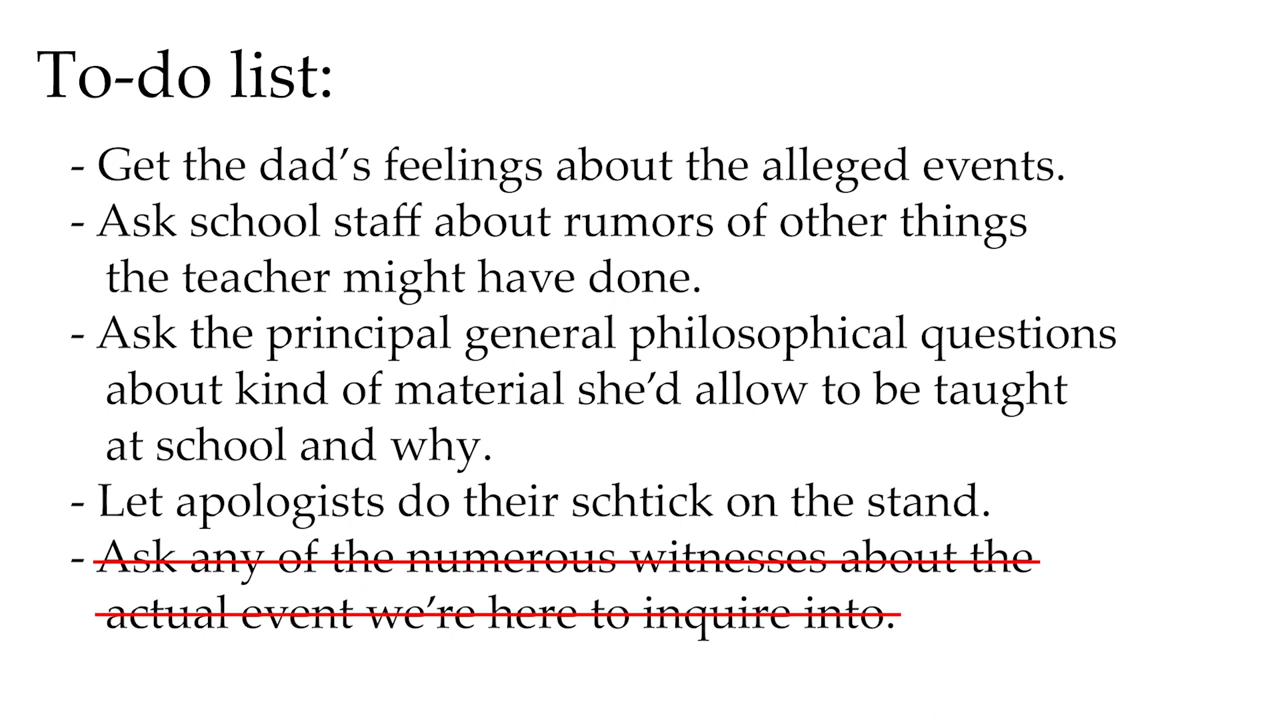 To-do list:
- Get the dad’s feelings about the alleged events.
- Ask school staff about rumors of other things
the teacher might have done.
- Ask the principal general philosophical questions
about kind of material she’d allow to be taught
at school and why.
- Let apologists do their schtick on the stand.
- Ask any of the numerous witnesses about the
actual event we’re here to inquire into.